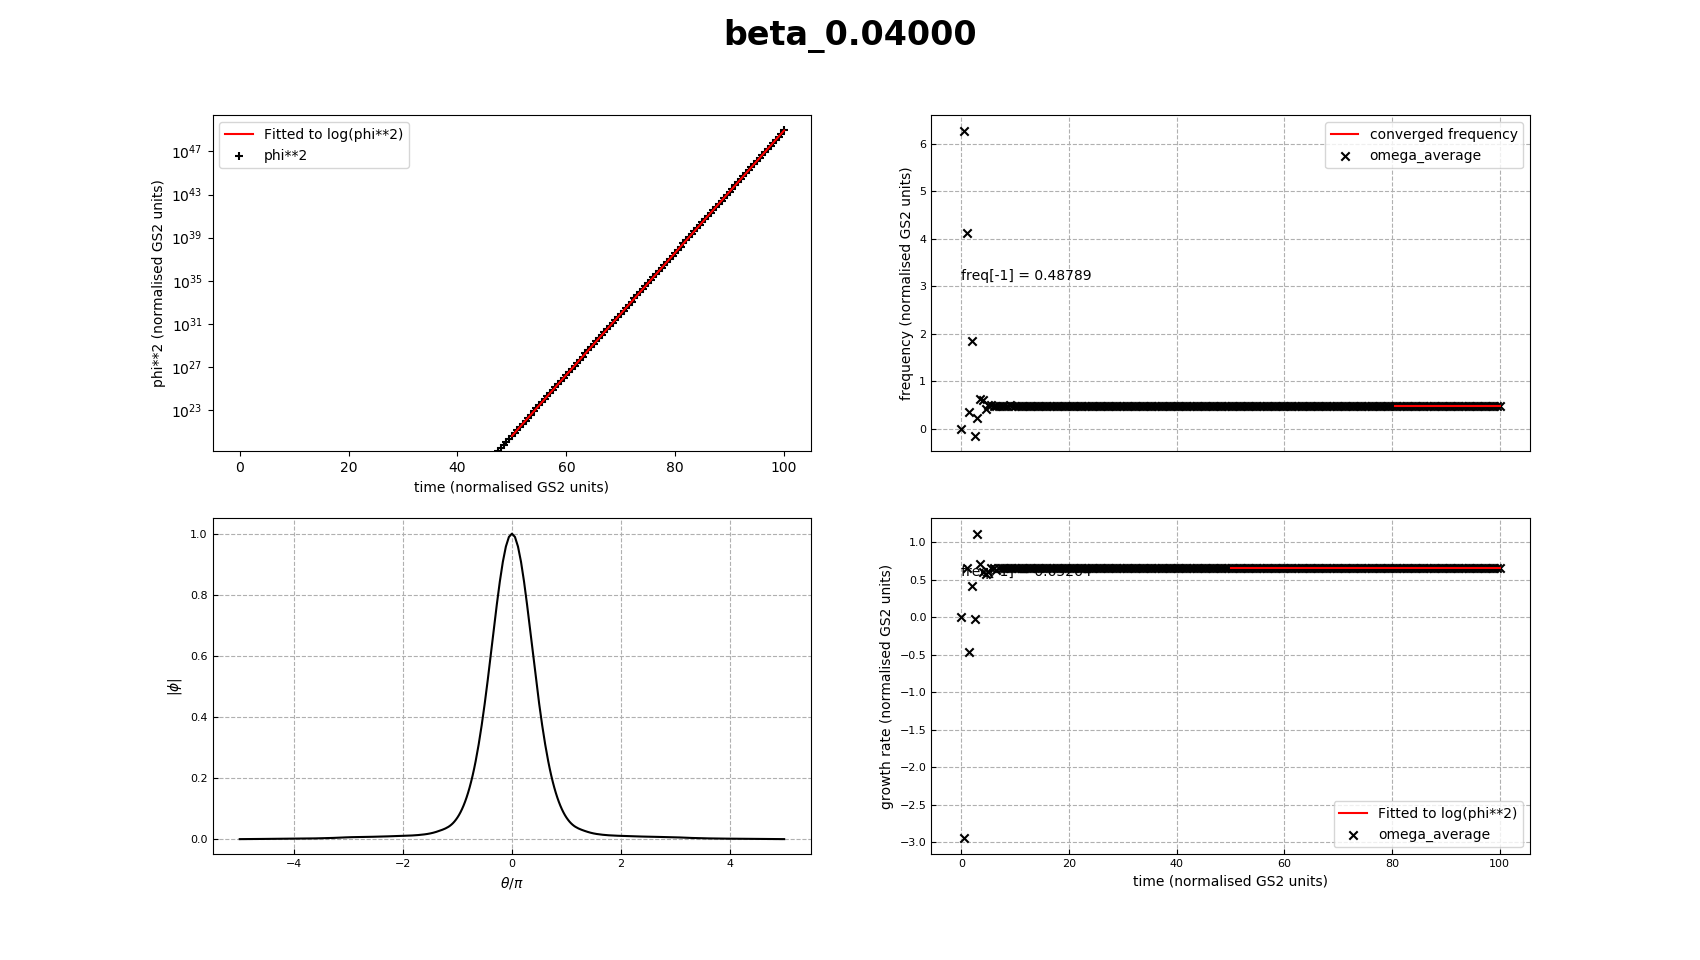 beta_0.04000
Fitted to log(phi**2)
phi**2
phi**2 (normalised GS2 units)
10^47
10^43
10^39
10^35
10^31
10^27
10^23
0 20 40 60 80 100
time (normalised GS2 units)
converged frequency
omega_average
freq[-1] = 0.48789
frequency (normalised GS2 units)
6
5
4
3
2
1
0
|ϕ|
1.0
0.8
0.6
0.4
0.2
0.0
−4 −2 0 2 4
θ/π
growth rate (normalised GS2 units)
1.0
0.5
0.0
−0.5
−1.0
−1.5
−2.0
−2.5
−3.0
Fitted to log(phi**2)
omega_average
0 20 40 60 80 100
time (normalised GS2 units)